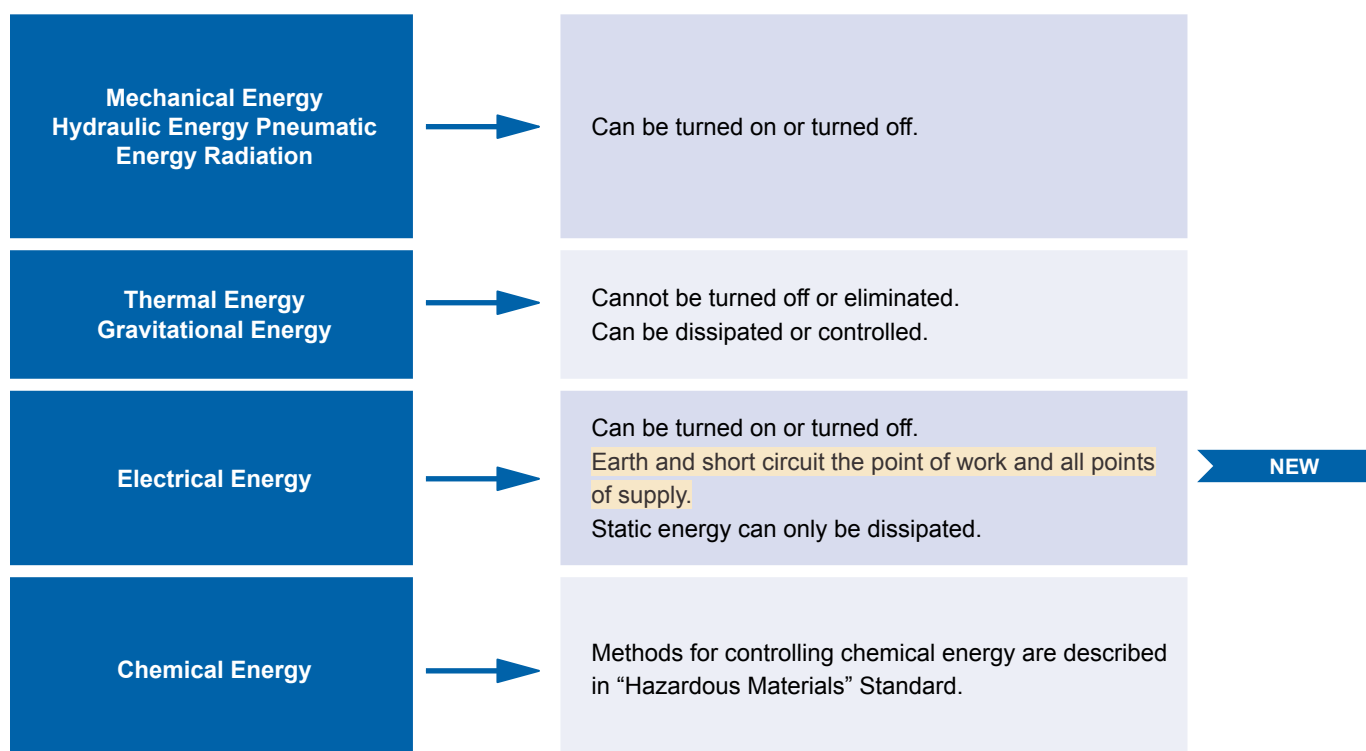 Mechanical Energy
Hydraulic Energy Pneumatic
Energy Radiation
Can be turned on or turned off.
Thermal Energy
Gravitational Energy
Cannot be turned off or eliminated.
Can be dissipated or controlled.
Electrical Energy
Can be turned on or turned off.
Earth and short circuit the point of work and all points
of supply.
Static energy can only be dissipated.
NEW
Chemical Energy
Methods for controlling chemical energy are described
in “Hazardous Materials” Standard.